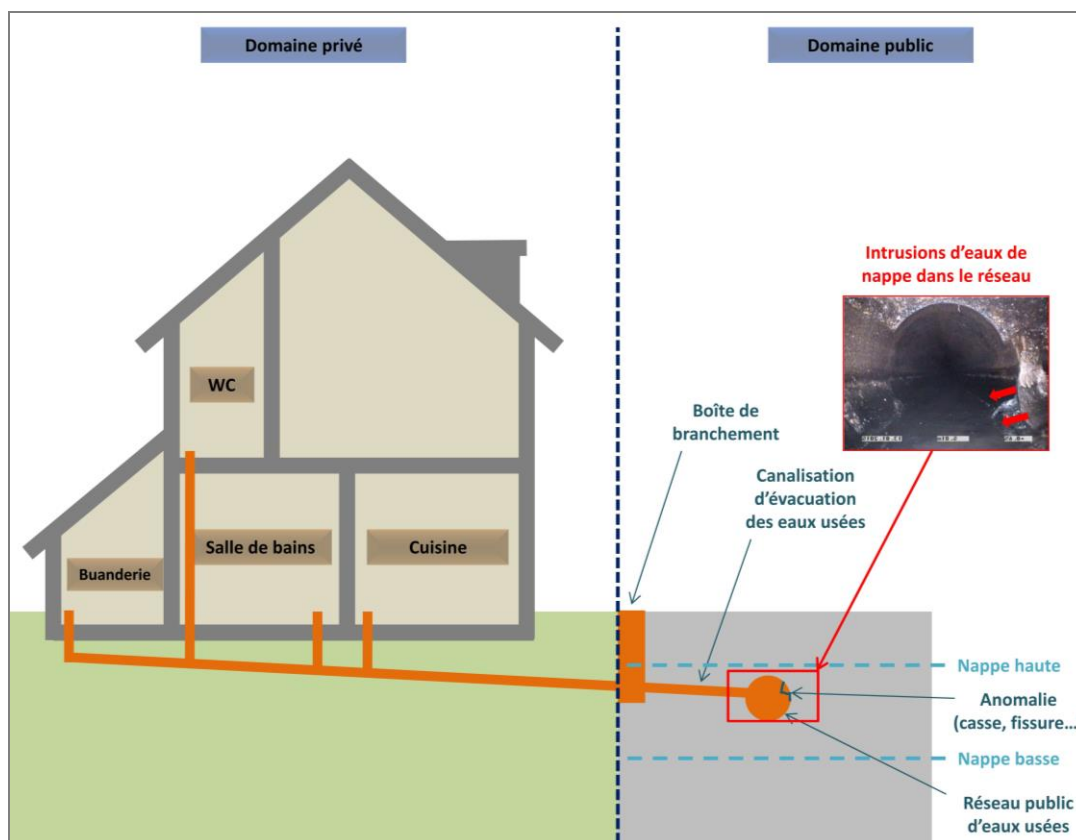 Domaine privé
Domaine public
Intrusions d’eaux de
nappe dans le réseau
WC
Boîte de
branchement
Canalisation
d’évacuation
des eaux usées
Salle de bains
Cuisine
Buanderie
Nappe haute
Anomalie
(casse, fissure…
Nappe basse
Réseau public
d’eaux usées